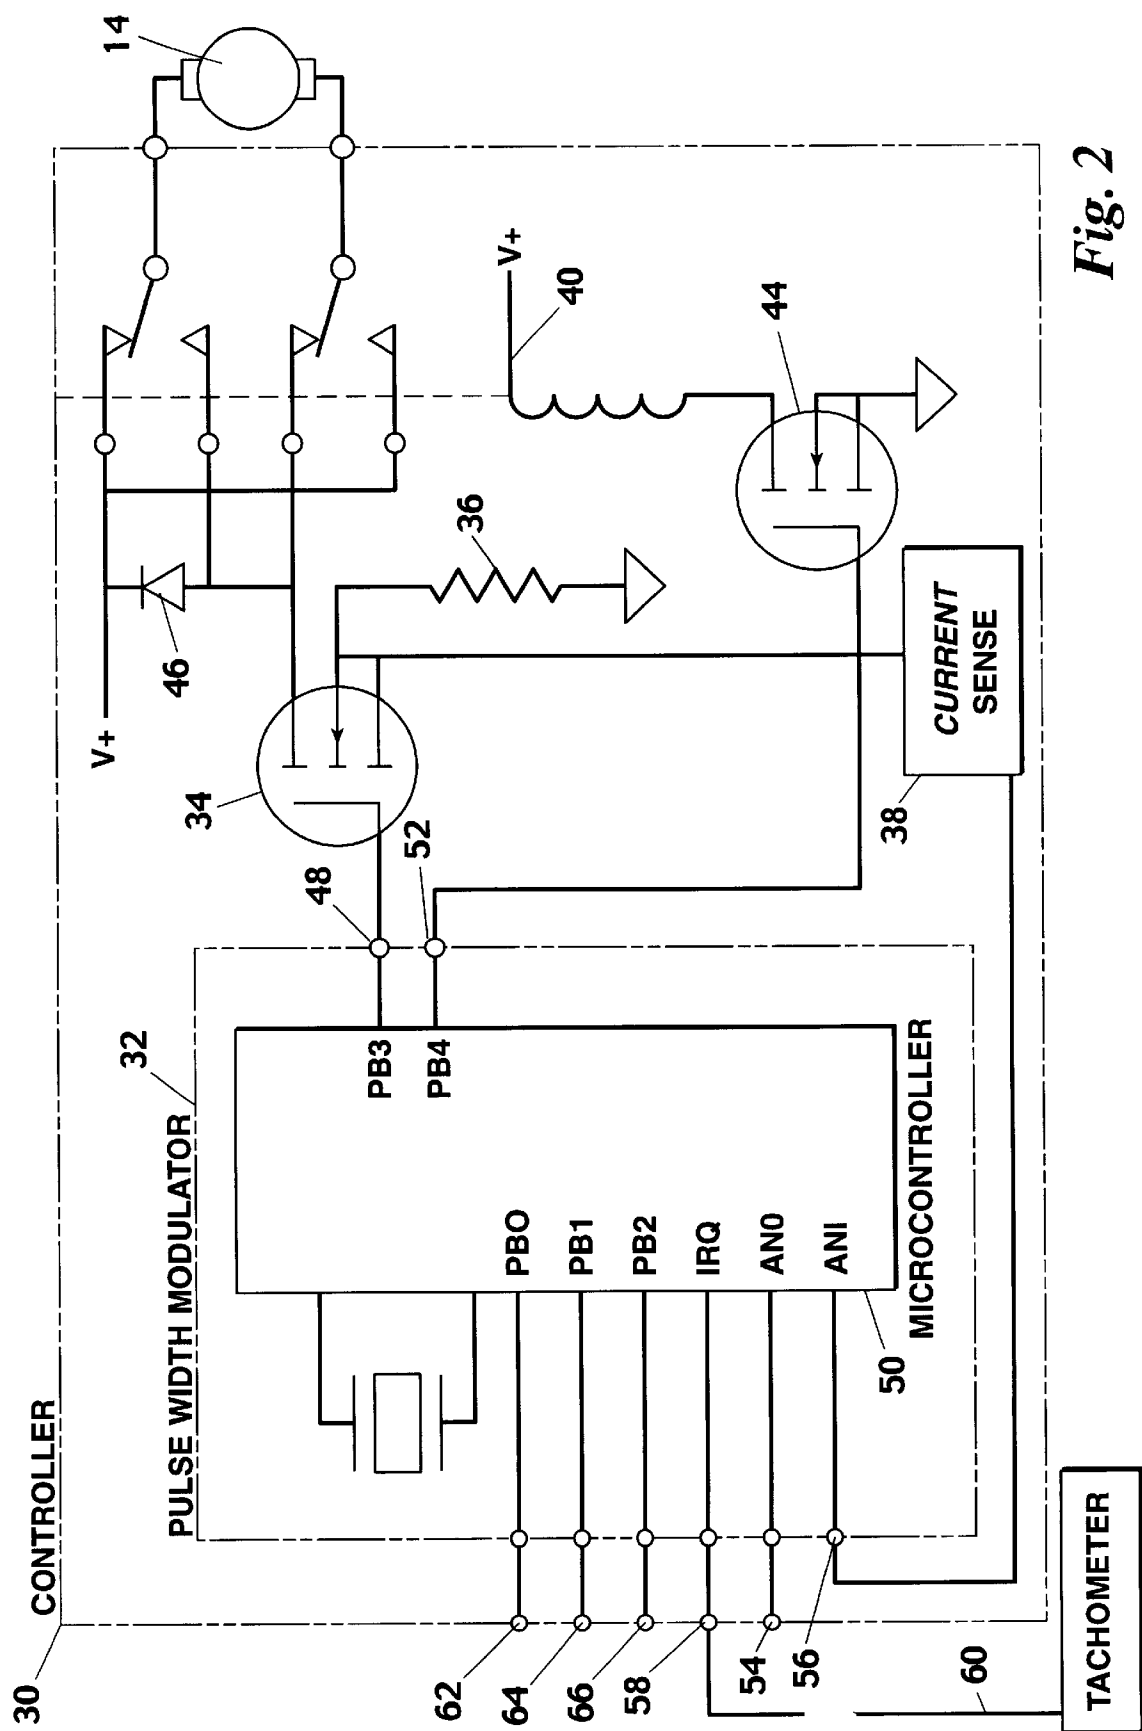 30
CONTROLLER
PULSE WIDTH MODULATOR
32
62
64
66
58
54
56
60
TACHOMETER
PBO
PB1
PB2
IRQ
AN0
ANI
PB3
PB4
50
MICROCONTROLLER
48
52
34
V+
46
36
38
CURRENT
SENSE
V+
40
44
14
Fig. 2